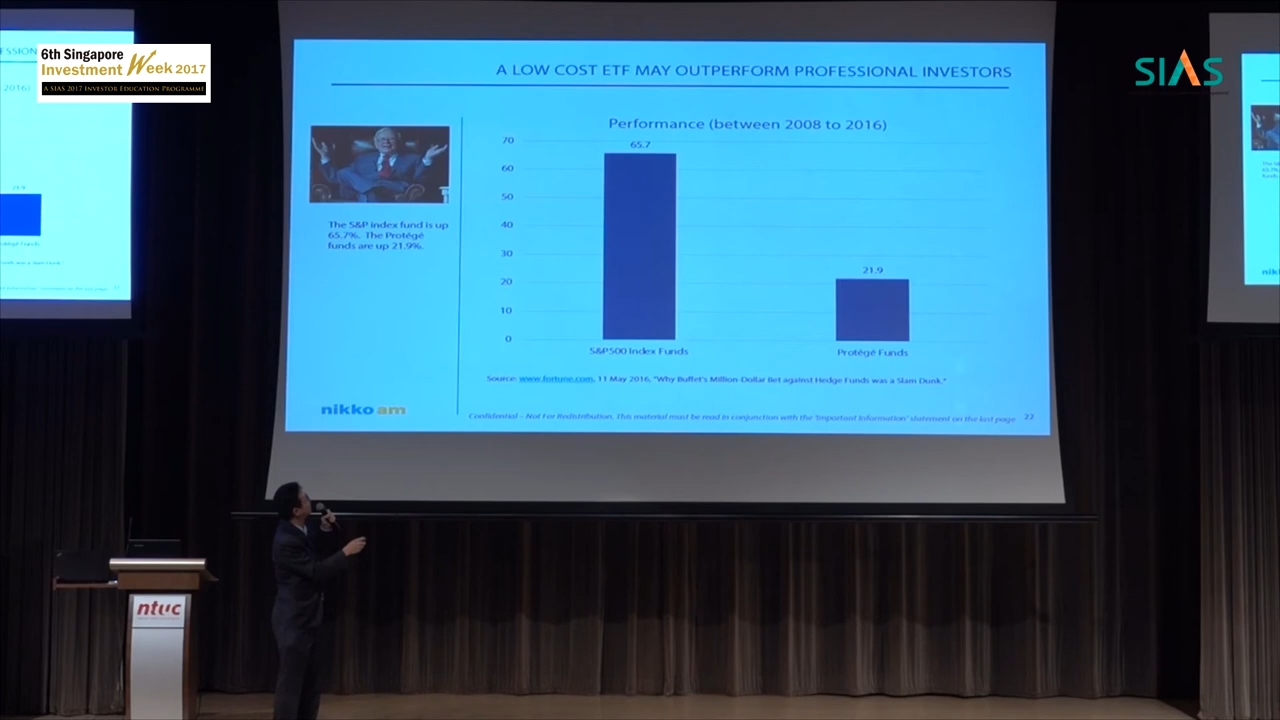 6th Singapore
Investment Week 2017
A SIAS 2017 INVESTOR EDUCATION PROGRAMME
SIAS
A LOW COST ETF MAY OUTPERFORM PROFESSIONAL INVESTORS
The S&P index fund is up
65.7%. The Protégé
funds are up 21.9%.
Performance (between 2008 to 2016)
70
60
50
40
30
20
10
0
65.7
21.9
S&P500 Index Funds
Protégé Funds
Source: www.fortune.com, 11 May 2016, "Why Buffet's Million-Dollar Bet against Hedge Funds was a Slam Dunk."
nikko am
Confidential – Not For Redistribution. This material must be read in conjunction with the 'Important Information' statement on the last page
22
2016)
21.9
nikk
ntuc